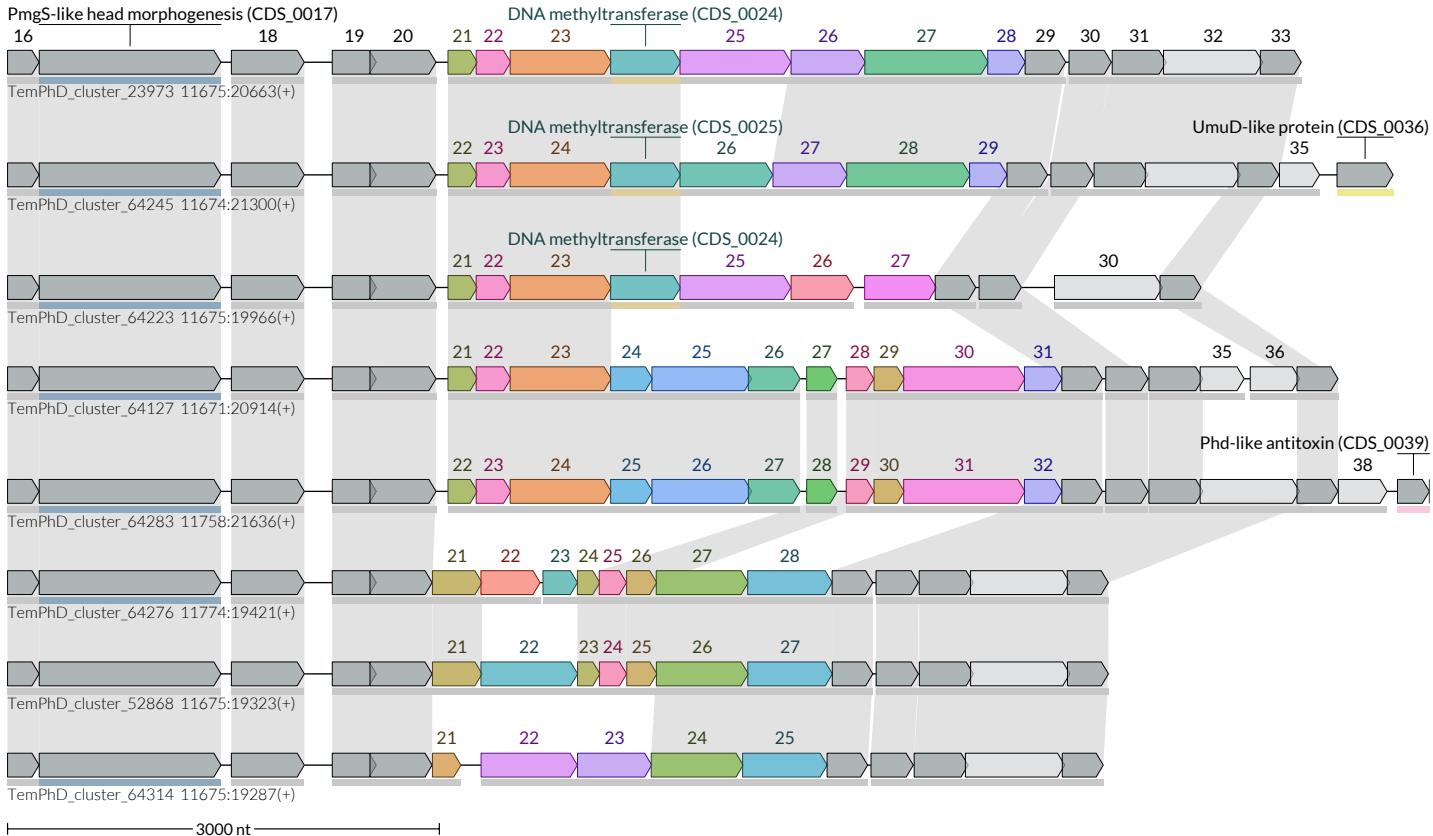 PmgS-like head morphogenesis (CDS_0017) DNA methyltransferase (CDS_0024)
16 18 19 20 21 22 23 25 26 27 28 29 30 31 32 33
TemPhD_cluster_23973 11675:20663(+)
DNA methyltransferase (CDS_0025) UmuD-like protein (CDS_0036)
22 23 24 26 27 28 29 35
TemPhD_cluster_64245 11674:21300(+)
DNA methyltransferase (CDS_0024)
21 22 23 25 26 27 30
TemPhD_cluster_64223 11675:19966(+)
21 22 23 24 25 26 27 28 29 30 31 35 36
TemPhD_cluster_64127 11671:20914(+)
Phd-like antitoxin (CDS_0039)
22 23 24 25 26 27 28 29 30 31 32 38
TemPhD_cluster_64283 11758:21636(+)
21 22 23 24 25 26 27 28
TemPhD_cluster_64276 11774:19421(+)
21 22 23 24 25 26 27
TemPhD_cluster_52868 11675:19323(+)
21 22 23 24 25
TemPhD_cluster_64314 11675:19287(+)
3000 nt